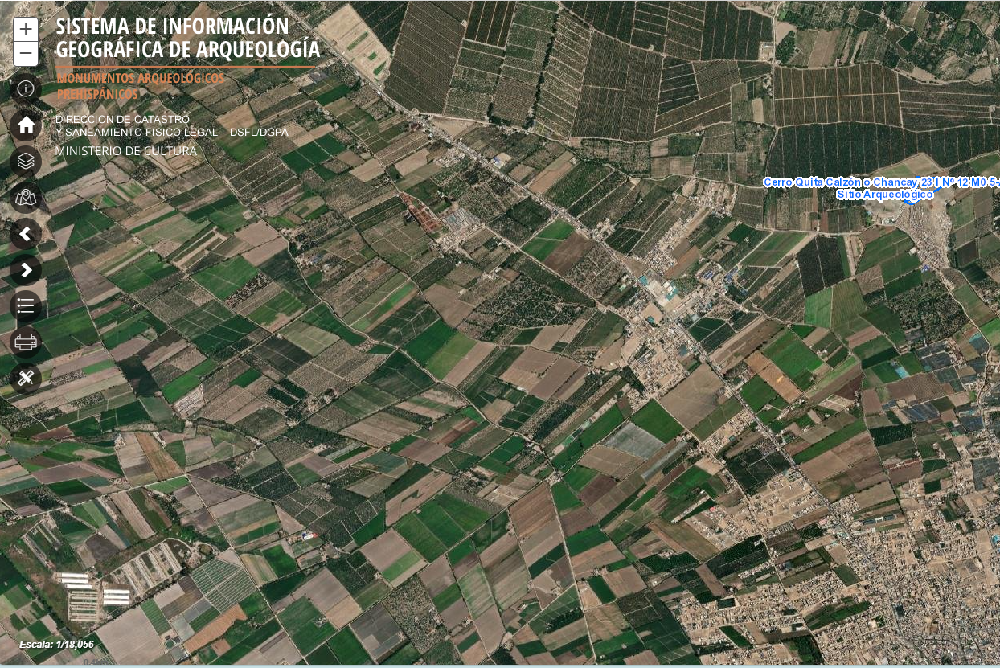 SISTEMA DE INFORMACIÓN
GEOGRÁFICA DE ARQUEOLOGÍA
MONUMENTOS ARQUEOLÓGICOS
PREHISPÁNICOS
DIRECCION DE CATASTRO
Y SANEAMIENTO FISICO LEGAL – DSFL/DGPA
MINISTERIO DE CULTURA
Cerro Quita Calzón o Chancay 23 I Nº 12 M0 5-
Sitio Arqueológico
Escala: 1/18,056